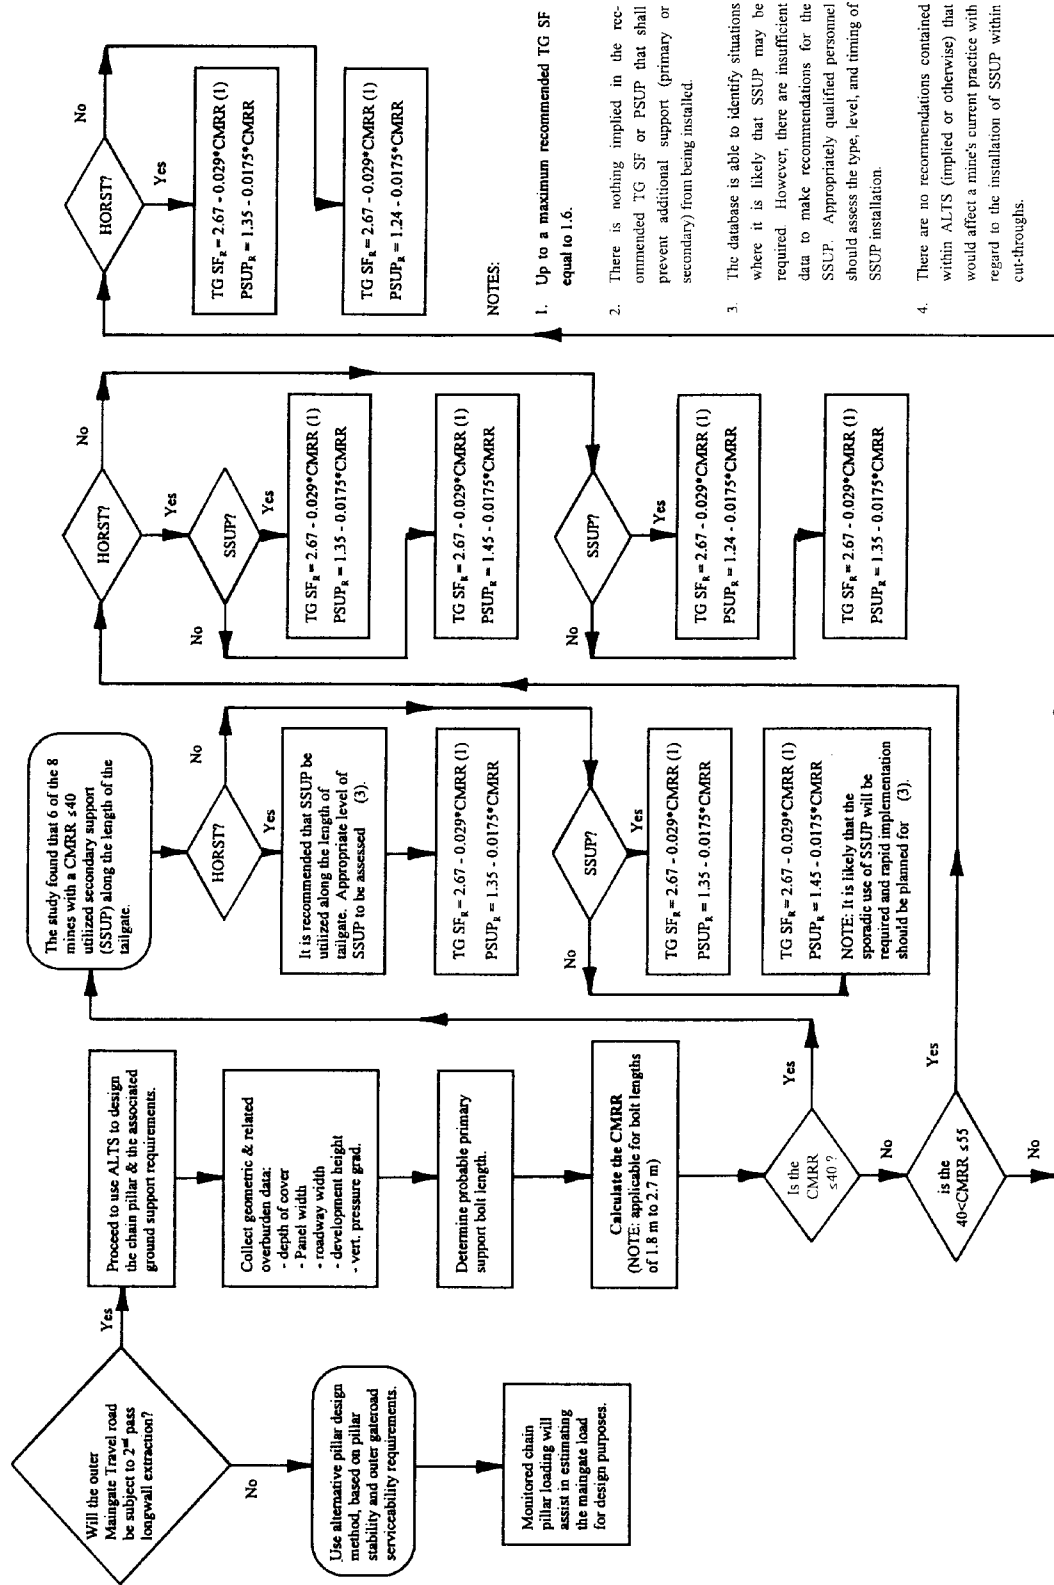 Will the outer
Maingate Travel road
be subject to 2nd pass
longwall extraction?
Yes
No
Use alternative pillar design
method, based on pillar
stability and outer gateroad
serviceability requirements.
Monitored chain
pillar loading will
assist in estimating
the maingate load
for design purposes.
Proceed to use ALTS to design
the chain pillar & the associated
ground support requirements.
Collect geometric & related
overburden data:
- depth of cover
- Panel width
- roadway width
- development height
- vert. pressure grad.
Determine probable primary
support bolt length.
Calculate the CMRR
(NOTE: applicable for bolt lengths
of 1.8 m to 2.7 m)
Is the
CMRR
≤40 ?
Yes
No
is the
40<CMRR ≤55
Yes
No
The study found that 6 of the 8
mines with a CMRR ≤40
utilized secondary support
(SSUP) along the length of the
tailgate.
HORST?
No
Yes
It is recommended that SSUP be
utilized along the length of
tailgate. Appropriate level of
SSUP to be assessed (3).
TG SFR = 2.67 - 0.029*CMRR (1)
PSUPR = 1.35 - 0.0175*CMRR
SSUP?
Yes
No
TG SFR = 2.67 - 0.029*CMRR (1)
PSUPR = 1.35 - 0.0175*CMRR
TG SFR = 2.67 - 0.029*CMRR (1)
PSUPR = 1.45 - 0.0175*CMRR
NOTE: It is likely that the
sporadic use of SSUP will be
required and rapid implementation
should be planned for (3).
HORST?
No
Yes
SSUP?
Yes
No
TG SFR = 2.67 - 0.029*CMRR (1)
PSUPR = 1.35 - 0.0175*CMRR
TG SFR = 2.67 - 0.029*CMRR (1)
PSUPR = 1.45 - 0.0175*CMRR
SSUP?
Yes
No
TG SFR = 2.67 - 0.029*CMRR (1)
PSUPR = 1.24 - 0.0175*CMRR
TG SFR = 2.67 - 0.029*CMRR (1)
PSUPR = 1.35 - 0.0175*CMRR
HORST?
No
Yes
TG SFR = 2.67 - 0.029*CMRR (1)
PSUPR = 1.35 - 0.0175*CMRR
TG SFR = 2.67 - 0.029*CMRR (1)
PSUPR = 1.24 - 0.0175*CMRR
NOTES:
1. Up to a maximum recommended TG SF
equal to 1.6.
2. There is nothing implied in the rec-
ommended TG SF or PSUP that shall
prevent additional support (primary or
secondary) from being installed.
3. The database is able to identify situations
where it is likely that SSUP may be
required. However, there are insufficient
data to make recommendations for the
SSUP. Appropriately qualified personnel
should assess the type, level, and timing of
SSUP installation.
4. There are no recommendations contained
within ALTS (implied or otherwise) that
would affect a mine's current practice with
regard to the installation of SSUP within
cut-throughs.